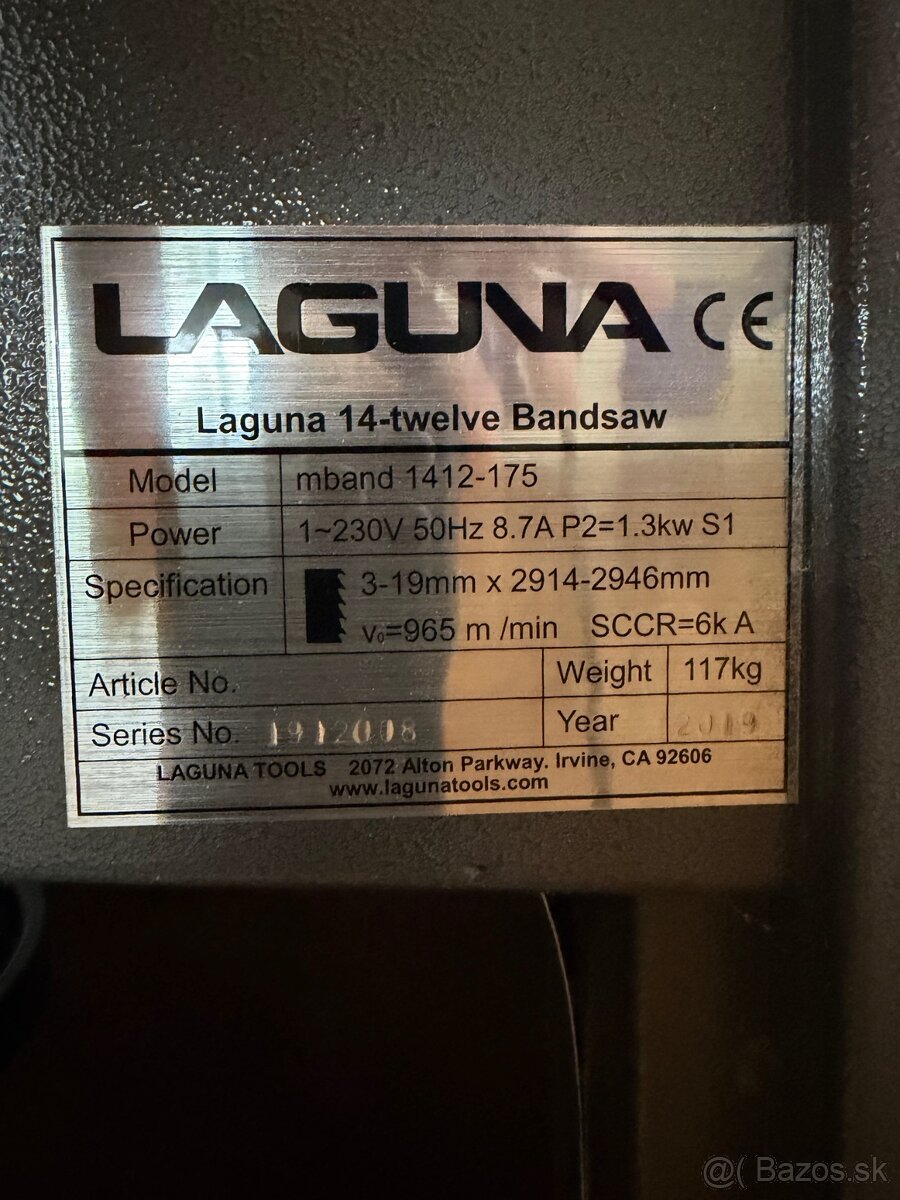 LAGUNA CE
Laguna 14-twelve Bandsaw
Model mband 1412-175
Power 1~230V 50Hz 8.7A P2=1.3kw S1
Specification 3-19mm x 2914-2946mm
v₀=965 m /min SCCR=6k A
Article No. Weight 117kg
Series No. 1912008 Year 2019
LAGUNA TOOLS 2072 Alton Parkway. Irvine, CA 92606
www.lagunatools.com
@( Bazos.sk